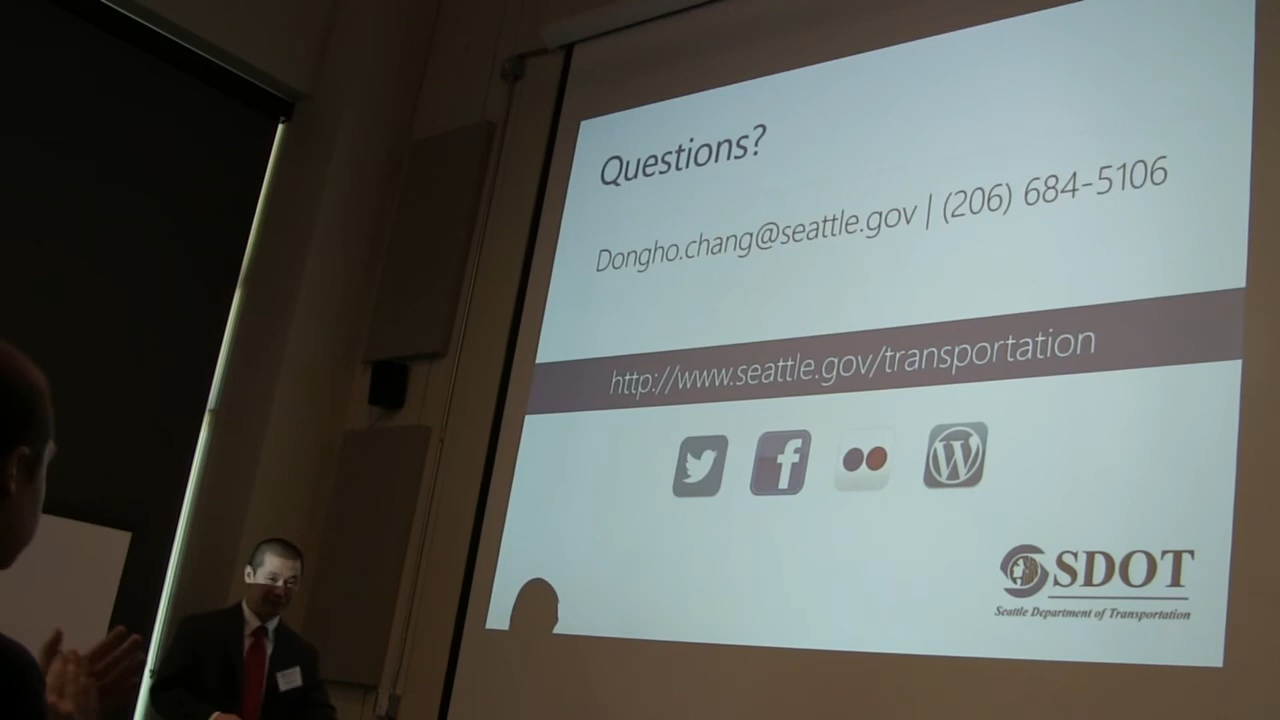 Questions?
Dongho.chang@seattle.gov | (206) 684-5106
http://www.seattle.gov/transportation
SDOT
Seattle Department of Transportation